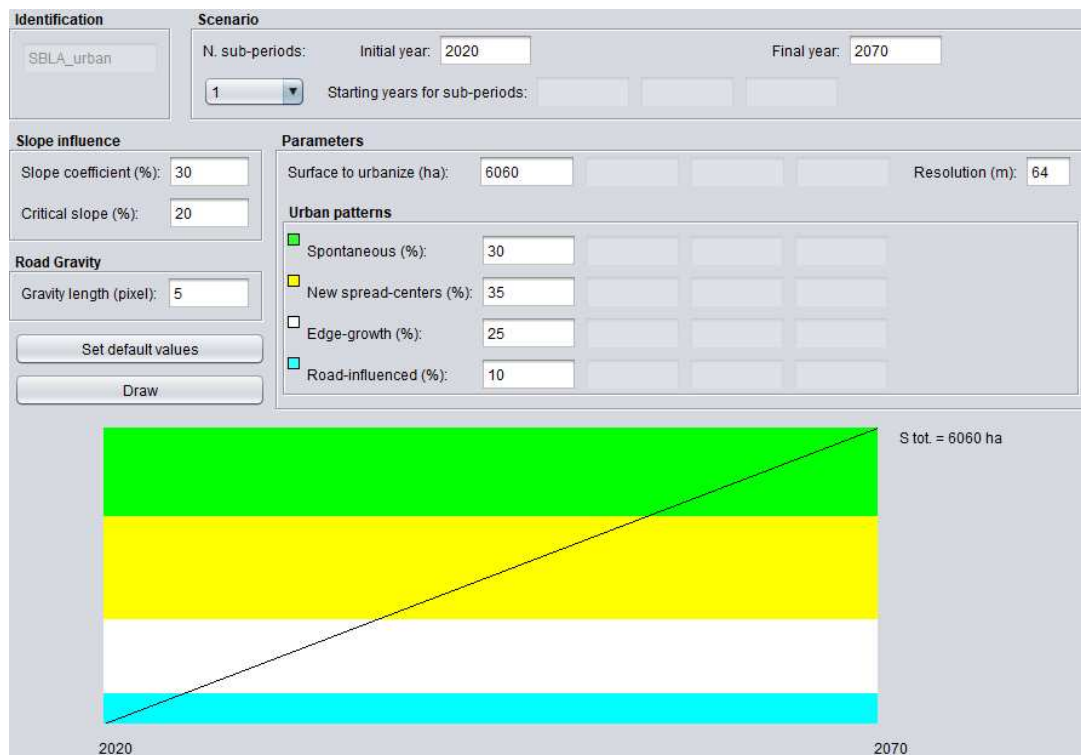 Identification
SBLA_urban
Scenario
N. sub-periods: Initial year: 2020 Final year: 2070
1 Starting years for sub-periods:
Slope influence
Slope coefficient (%): 30
Critical slope (%): 20
Road Gravity
Gravity length (pixel): 5
Set default values
Draw
Parameters
Surface to urbanize (ha): 6060 Resolution (m): 64
Urban patterns
Spontaneous (%): 30
New spread-centers (%): 35
Edge-growth (%): 25
Road-influenced (%): 10
S tot. = 6060 ha
2020 2070